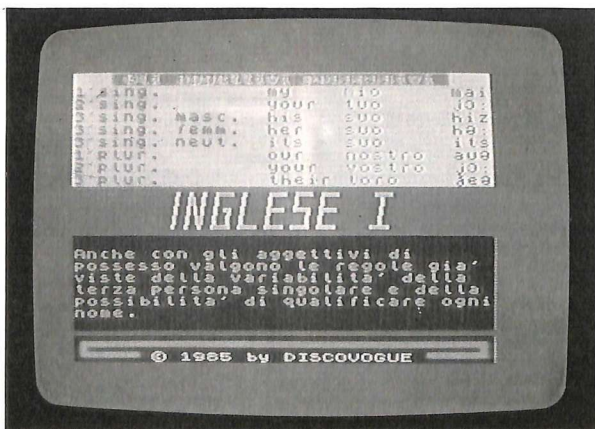 1 sing. my mio mai
2 sing. your tuo jo:
3 sing. masc. his suo hiz
3 sing. femm. her suo hə:
3 sing. neut. its suo its
1 plur. our nostro auə
2 plur. your vostro jo:
3 plur. their loro ðeə
INGLESE I
Anche con gli aggettivi di
possesso valgono le regole gia'
viste della variabilita' della
terza persona singolare e della
possibilita' di qualificare ogni
nome.
© 1985 by DISCOVOGUE